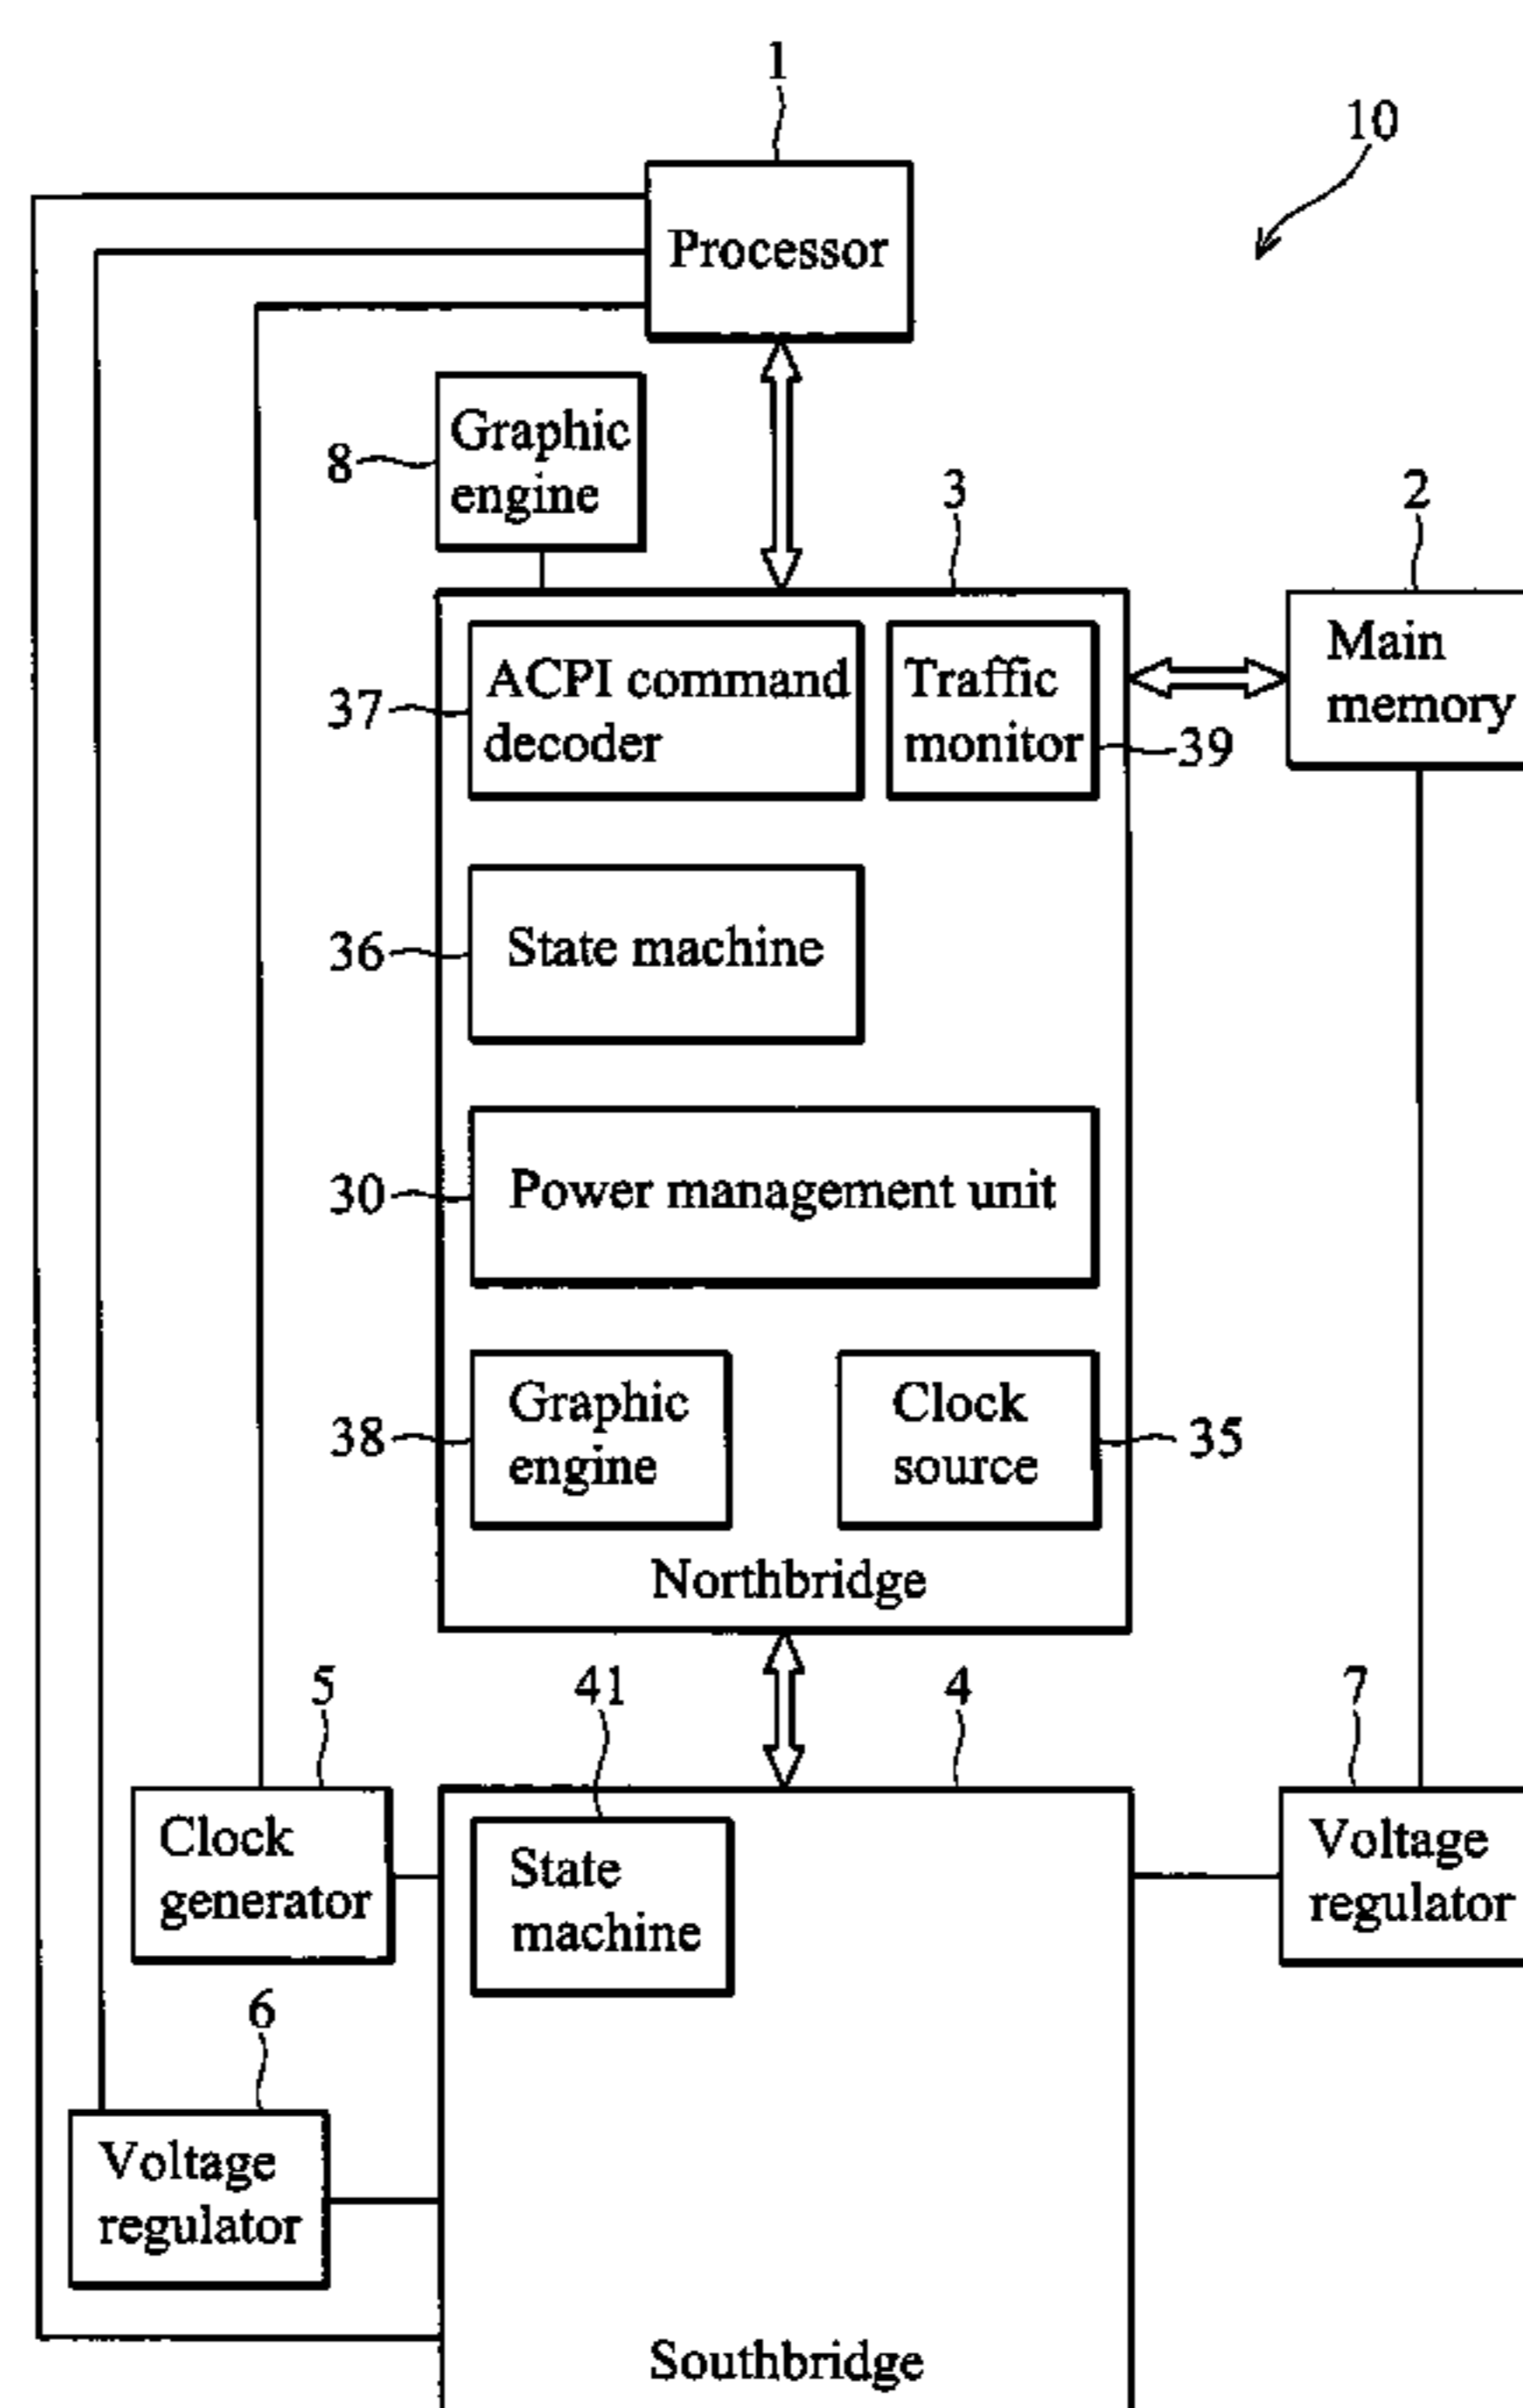 1
10
Processor
8
Graphic
engine
3
2
Main
memory
37
ACPI command
decoder
Traffic
monitor
39
36
State machine
30
Power management unit
38
Graphic
engine
Clock
source
35
Northbridge
5
41
4
7
Clock
generator
State
machine
Voltage
regulator
6
Voltage
regulator
Southbridge